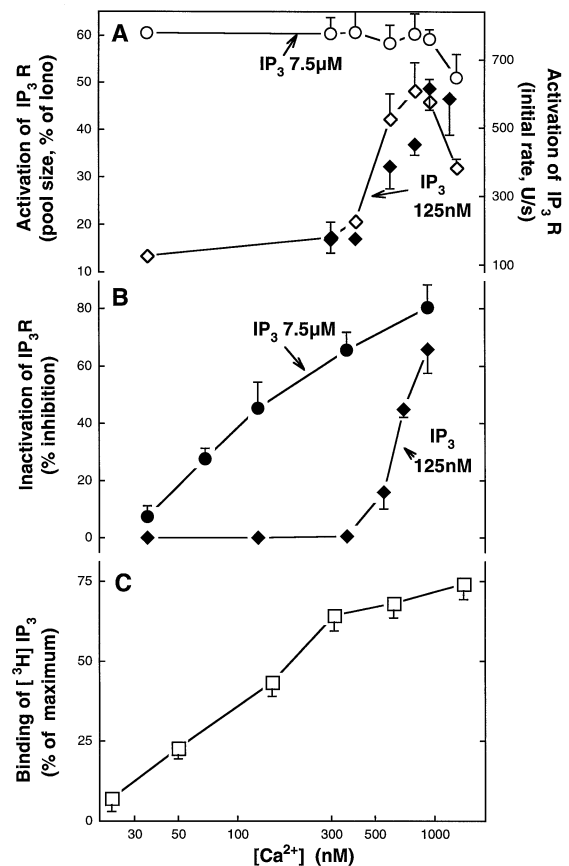 A
60
50
40
30
20
10
Activation of IP3 R
(pool size, % of Iono)
IP3 7.5μM
IP3
125nM
700
500
300
100
Activation of IP3 R
(initial rate, U/s)
B
80
60
40
20
0
Inactivation of IP3R
(% inhibition)
IP3 7.5μM
IP3
125nM
C
75
50
25
0
Binding of [3H] IP3
(% of maximum)
30 50 100 300 500 1000
[Ca2+] (nM)